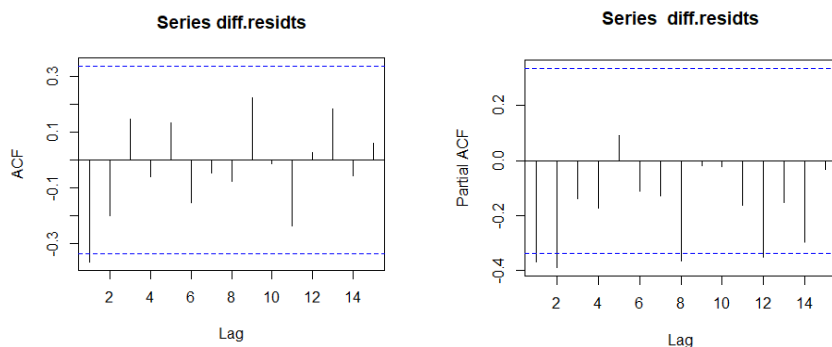 Series diff.residts
ACF
0.3
0.1
-0.1
-0.3
2 4 6 8 10 12 14
Lag
Series diff.residts
Partial ACF
0.2
0.0
-0.2
-0.4
2 4 6 8 10 12 14
Lag